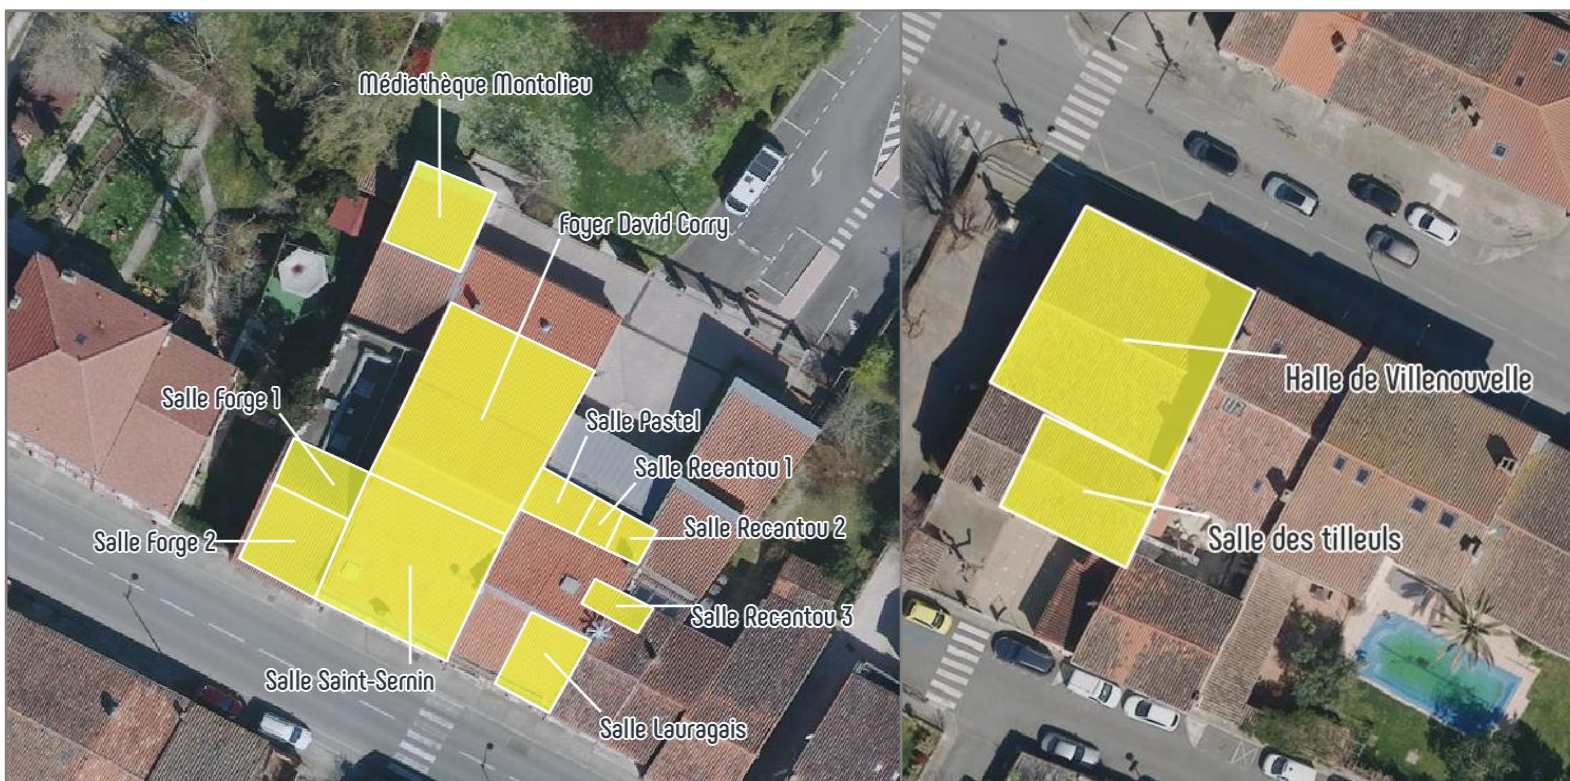 Médiathèque Montolieu
Foyer David Corry
Salle Forge 1
Salle Pastel
Salle Recantou 1
Salle Recantou 2
Salle Forge 2
Salle Recantou 3
Salle Saint-Sernin
Salle Lauragais
Halle de Villenouvelle
Salle des tilleuls